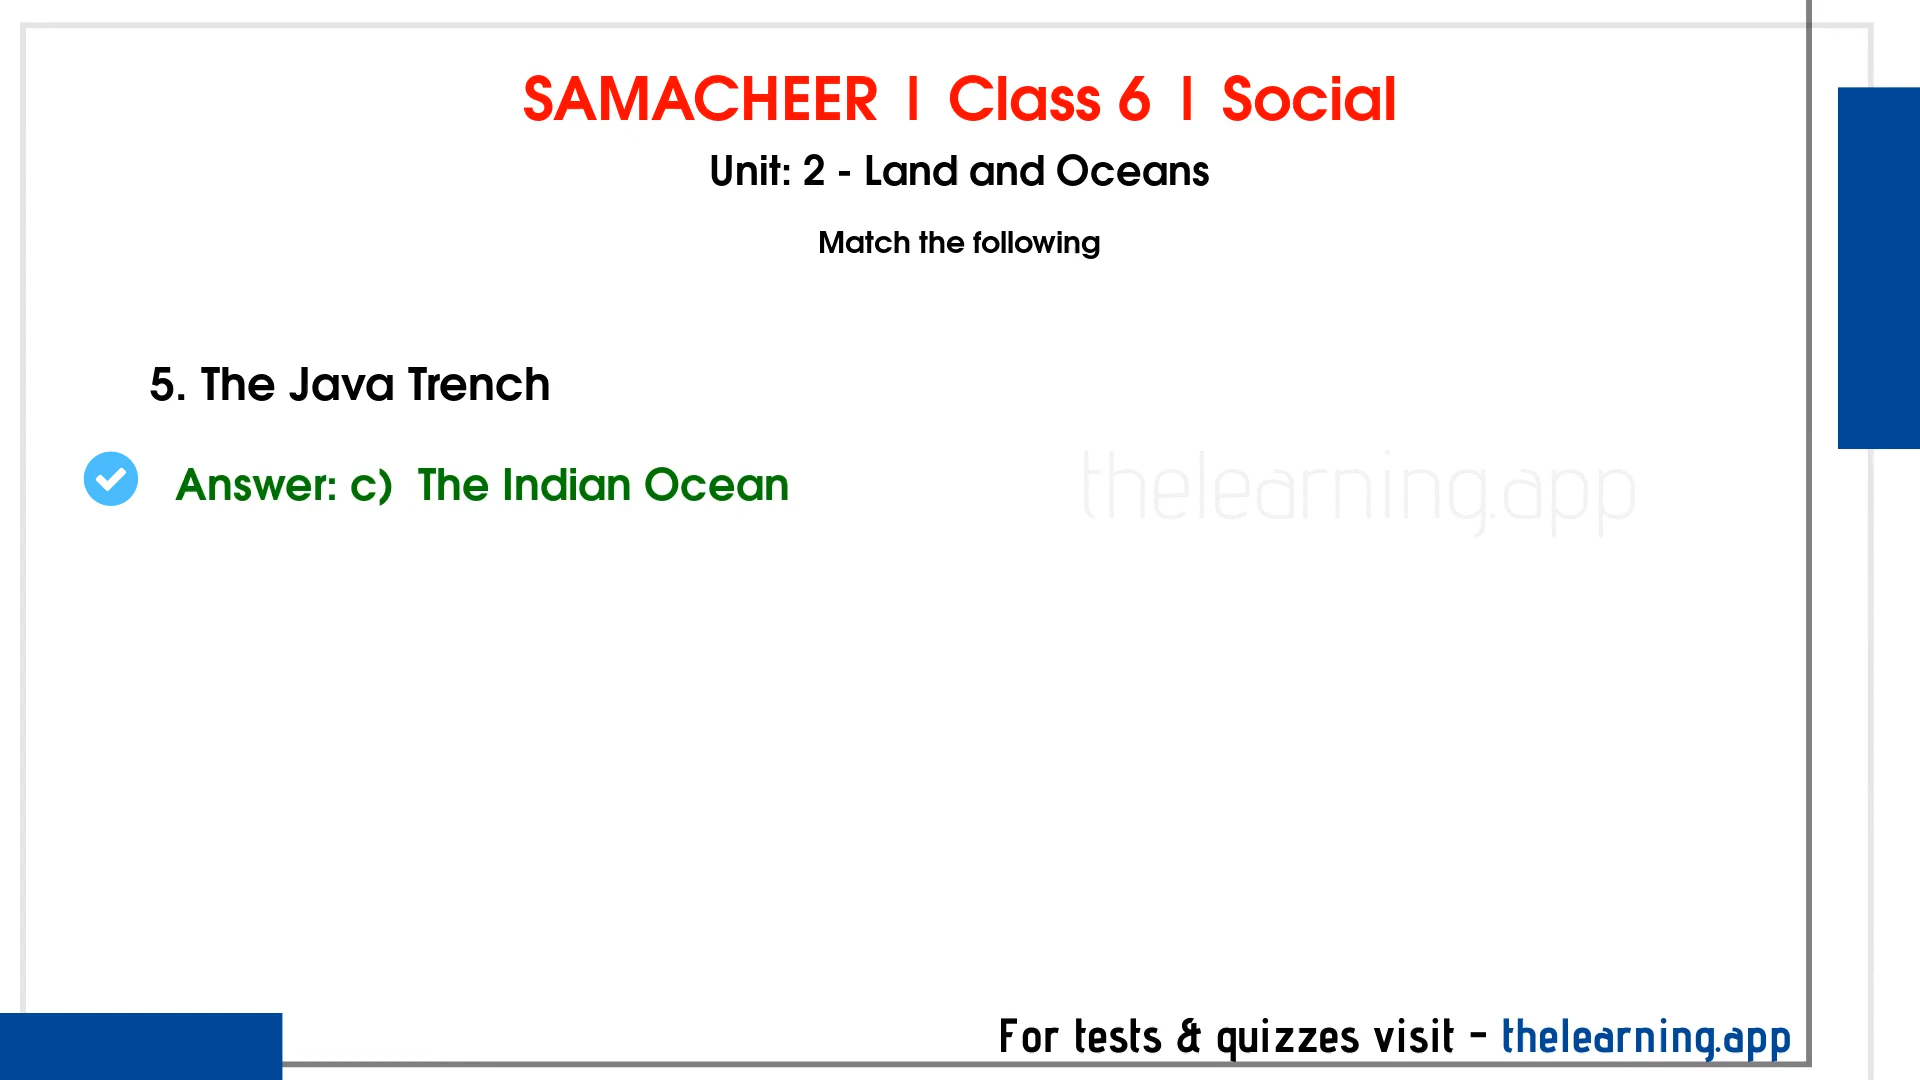 SAMACHEER | Class 6 | Social
Unit: 2 - Land and Oceans
Match the following
5. The Java Trench
Answer: c) The Indian Ocean
thelearning.app
For tests & quizzes visit - thelearning.app